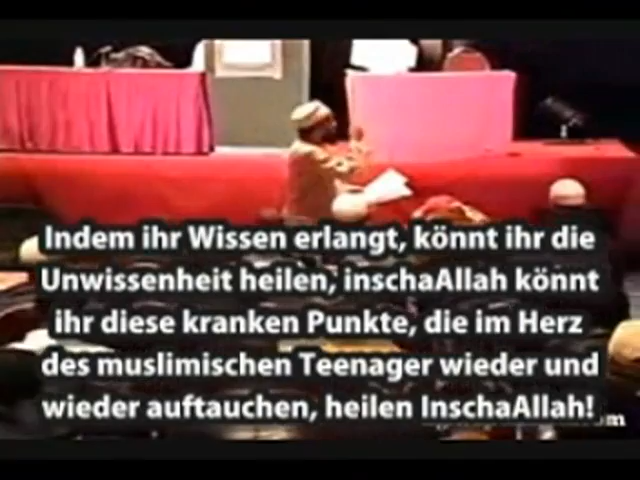 Indem ihr Wissen erlangt, könnt ihr die
Unwissenheit heilen, inschaAllah könnt
ihr diese kranken Punkte, die im Herz
des muslimischen Teenager wieder und
wieder auftauchen, heilen InschaAllah!